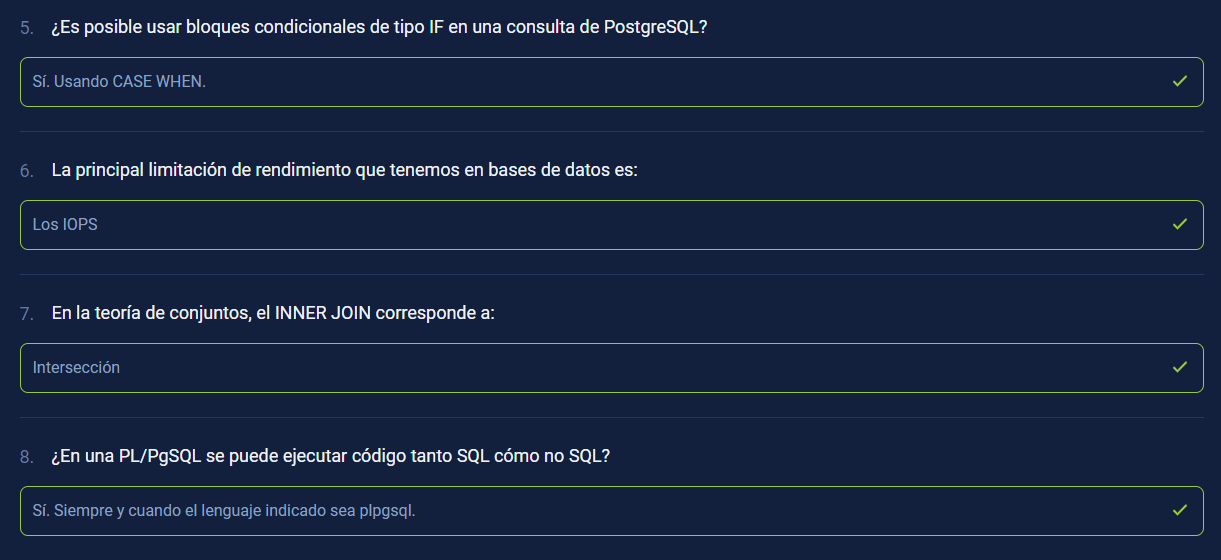 5. ¿Es posible usar bloques condicionales de tipo IF en una consulta de PostgreSQL?
Sí. Usando CASE WHEN.
6. La principal limitación de rendimiento que tenemos en bases de datos es:
Los IOPS
7. En la teoría de conjuntos, el INNER JOIN corresponde a:
Intersección
8. ¿En una PL/PgSQL se puede ejecutar código tanto SQL cómo no SQL?
Sí. Siempre y cuando el lenguaje indicado sea plpgsql.